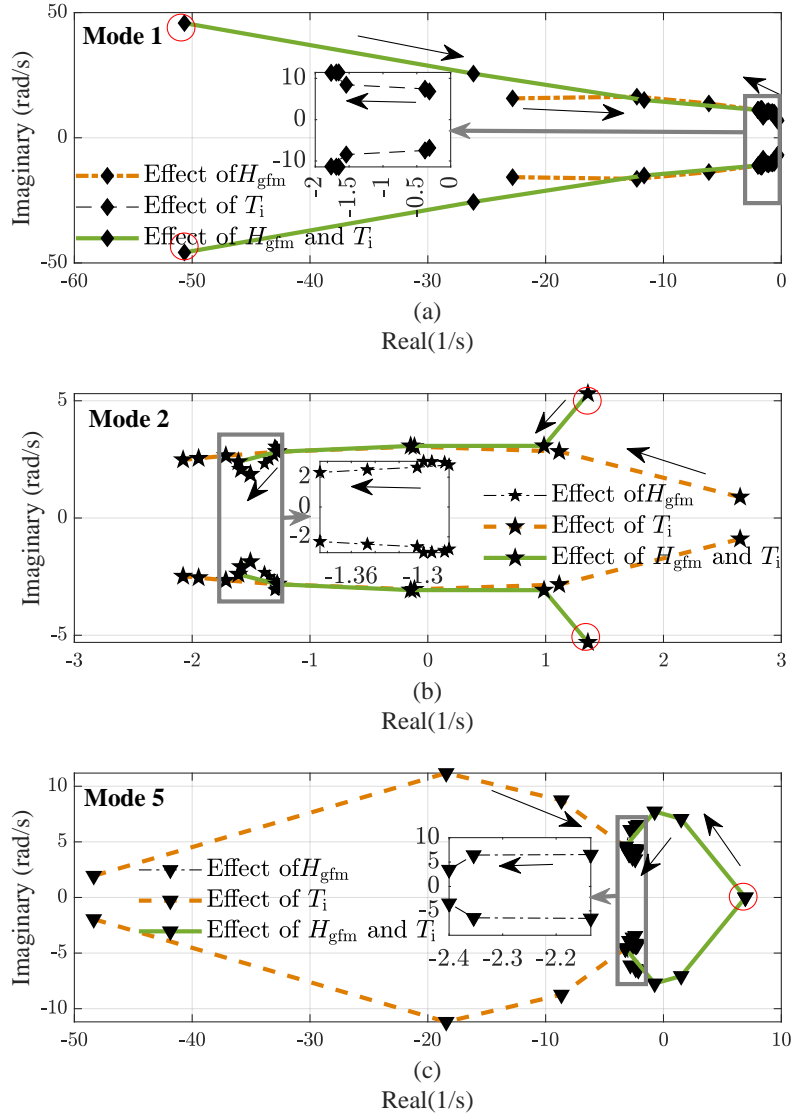 Mode 1
50
0
-50
Imaginary (rad/s)
10
5
0
-5
-10
-2
-1.5
-1
-0.5
0
Effect of H_gfm
Effect of T_i
Effect of H_gfm and T_i
-60 -50 -40 -30 -20 -10 0
(a)
Real(1/s)
Mode 2
5
0
-5
Imaginary (rad/s)
2
0
-2
-1.36 -1.3
Effect of H_gfm
Effect of T_i
Effect of H_gfm and T_i
-3 -2 -1 0 1 2 3
(b)
Real(1/s)
Mode 5
10
5
0
-5
-10
Imaginary (rad/s)
10
5
0
-5
-2.4 -2.3 -2.2
Effect of H_gfm
Effect of T_i
Effect of H_gfm and T_i
-50 -40 -30 -20 -10 0 10
(c)
Real(1/s)